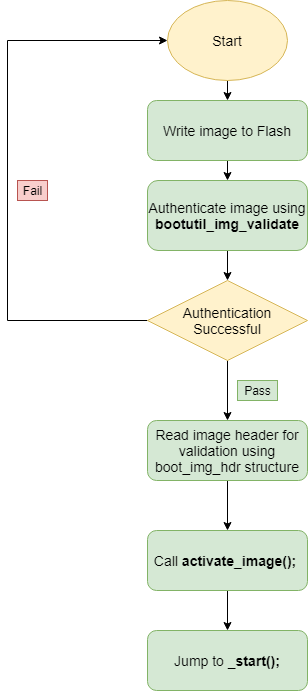 Start
Write image to Flash
Fail
Authenticate image using
bootutil_img_validate
Authentication
Successful
Pass
Read image header for
validation using
boot_img_hdr structure
Call activate_image();
Jump to _start();